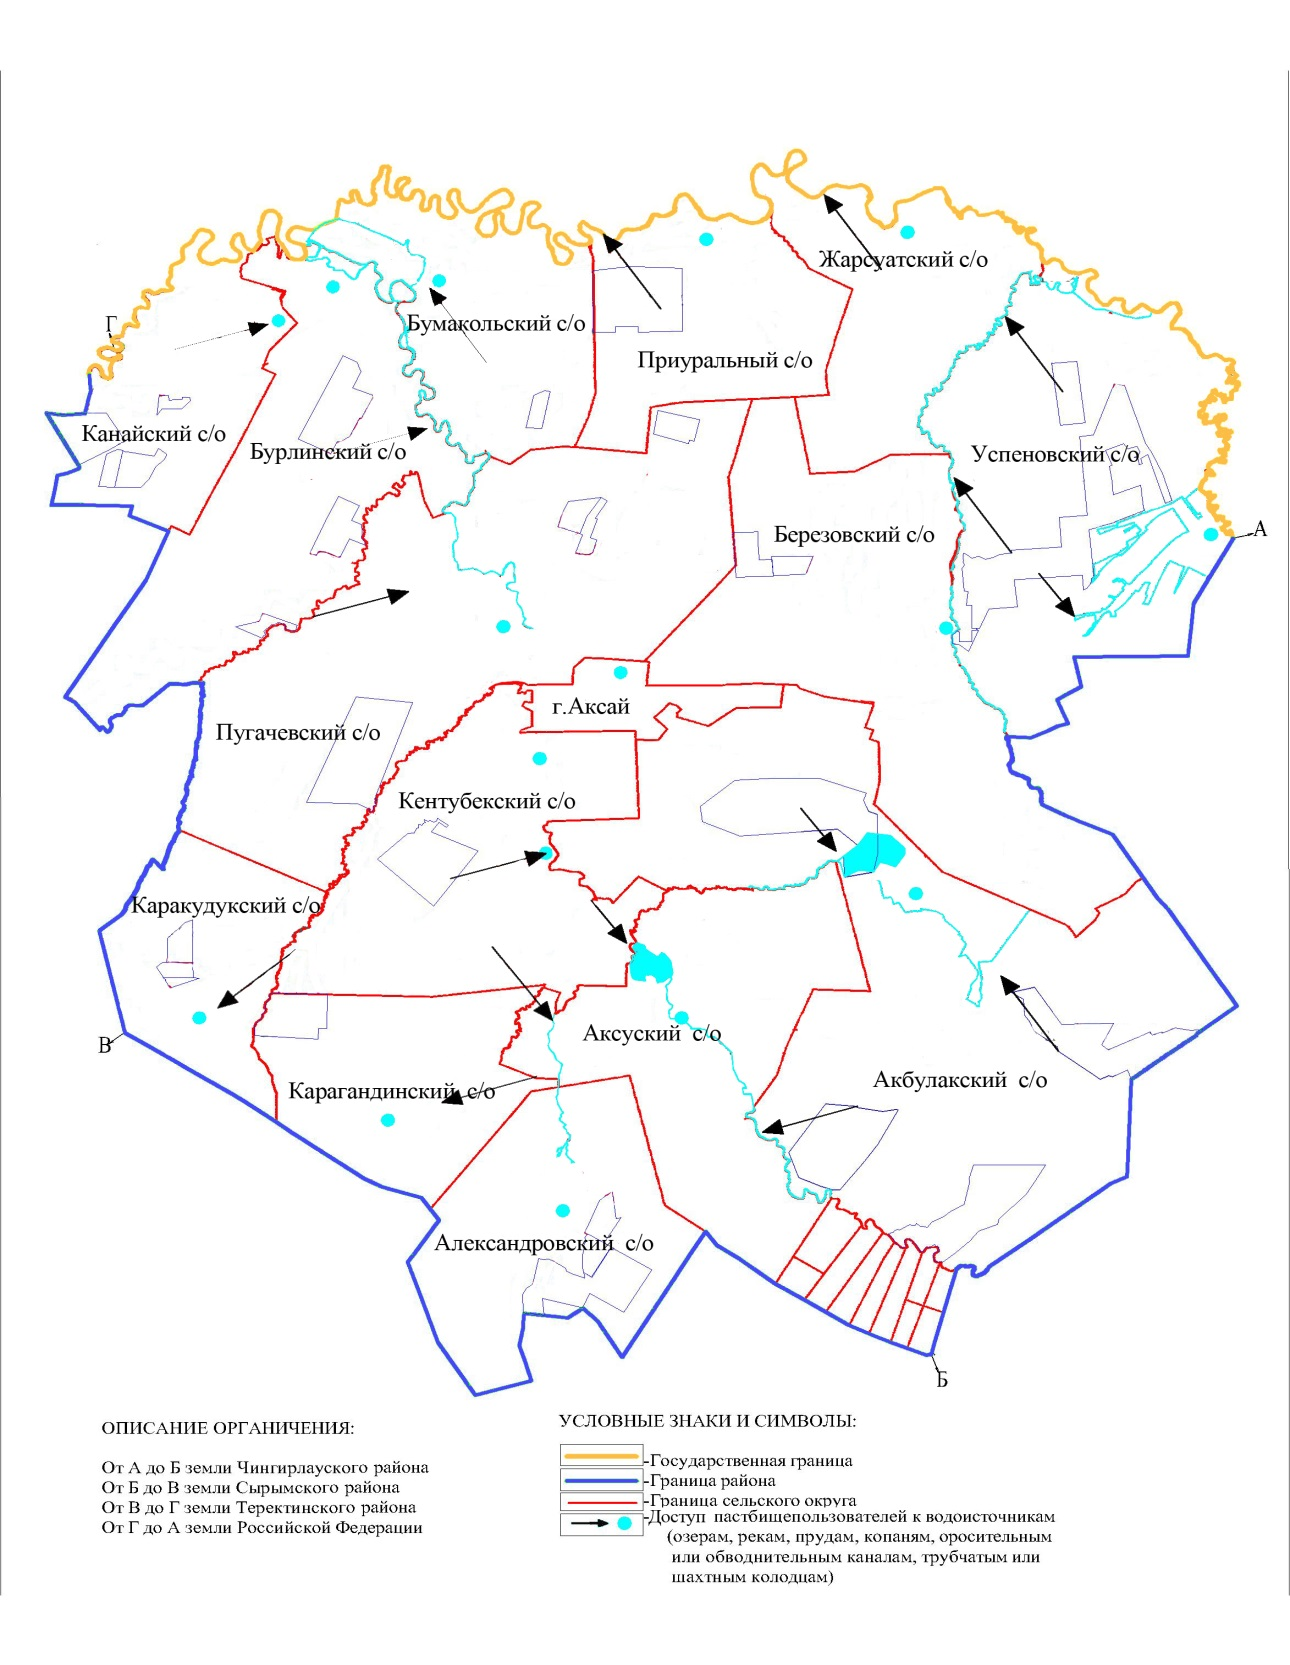 Жарсуатский с/о
Г
Бумакольский с/о
Приуральный с/о
Канайский с/о
Бурлинский с/о
Успеновский с/о
А
Березовский с/о
г.Аксай
Пугачевский с/о
Кентубекский с/о
Каракудукский с/о
Аксуский с/о
В
Акбулакский с/о
Карагандинский с/о
Александровский с/о
Б
ОПИСАНИЕ ОРГАНИЧЕНИЯ:
От А до Б земли Чингирлауского района
От Б до В земли Сырымского района
От В до Г земли Теректинского района
От Г до А земли Российской Федерации
УСЛОВНЫЕ ЗНАКИ И СИМВОЛЫ:
-Государственная граница
-Граница района
-Граница сельского округа
-Доступ пастбищепользователей к водоисточникам
(озерам, рекам, прудам, копаням, оросительным
или обводнительным каналам, трубчатым или
шахтным колодцам)